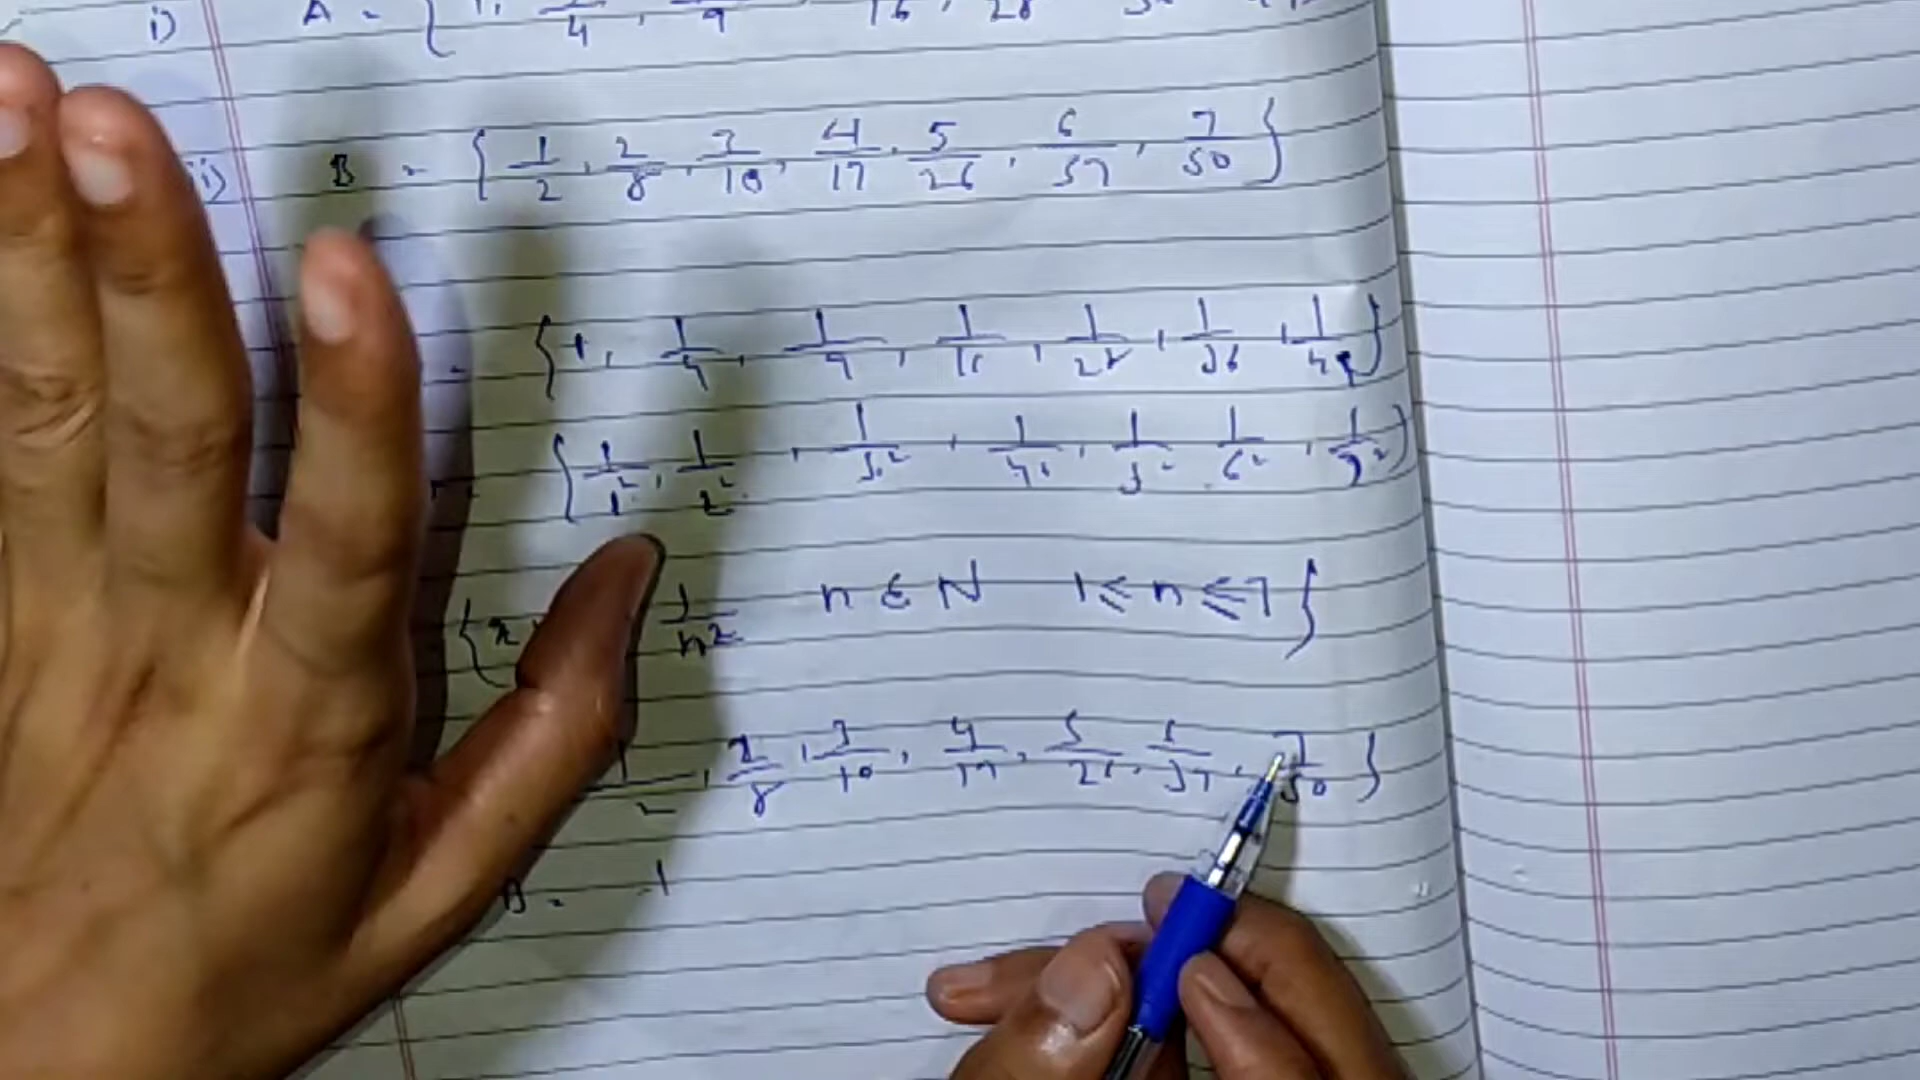 i) A = { 1, 1/4, /9 16, 28
ii) B = { 1/2, 2/8, 3/10, 4/17, 5/26, 6/37, 7/50 }
= { 1, 1/4, 1/9, 1/16, 1/25, 1/36, 1/49 }
= { 1/1², 1/2², 1/3², 1/4², 1/5² 1/6², 1/7² }
{ x 1/n² n ∈ N 1 ≤ n ≤ 7 }
1/2, 2/8, 3/10, 4/17, 5/26, 6/37, 7/50 }
B = 1